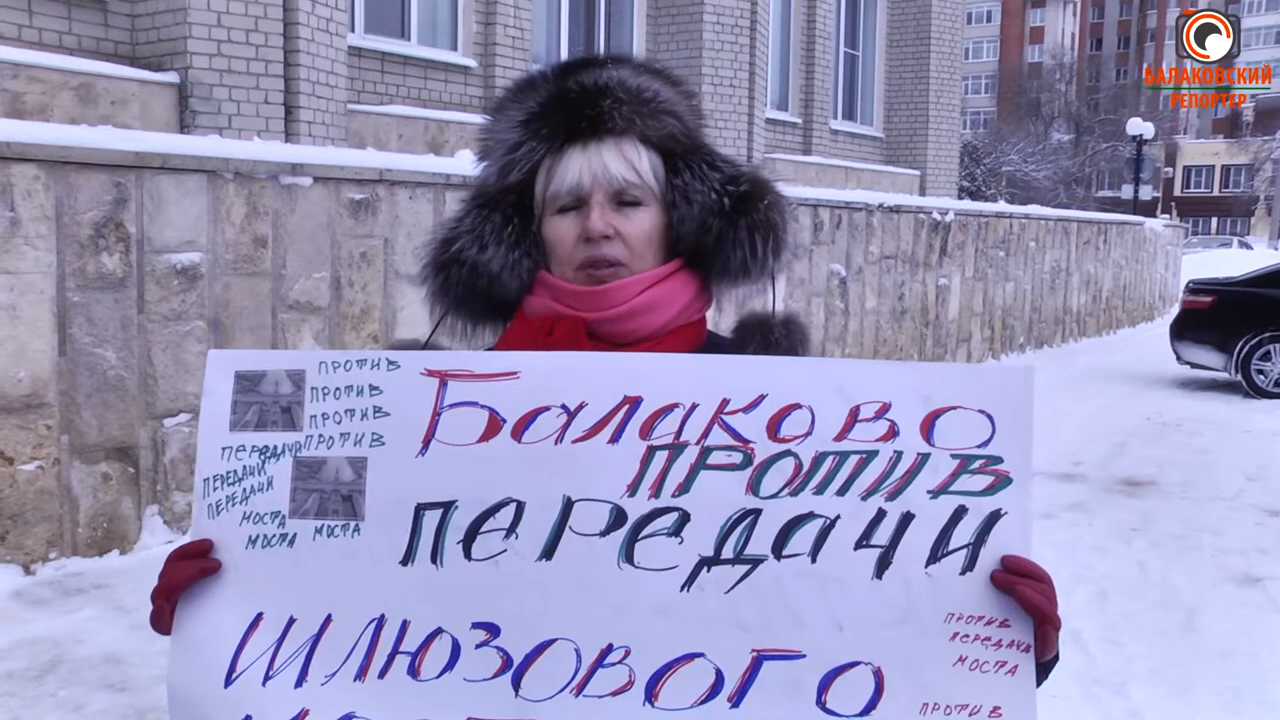 БАЛАКОВСКИЙ
РЕПОРТЕР
ПРОТИВ
ПРОТИВ
ПРОТИВ
ПРОТИВ
ПЕРЕДАЧИ
ПЕРЕДАЧИ
ПЕРЕДАЧИ
МОСТА
МОСТА
МОСТА
Балаково
ПРОТИВ
ПЕРЕДАЧИ
ШЛЮЗОВОГО
ПРОТИВ
ПЕРЕДАЧИ
МОСТА
ПРОТИВ